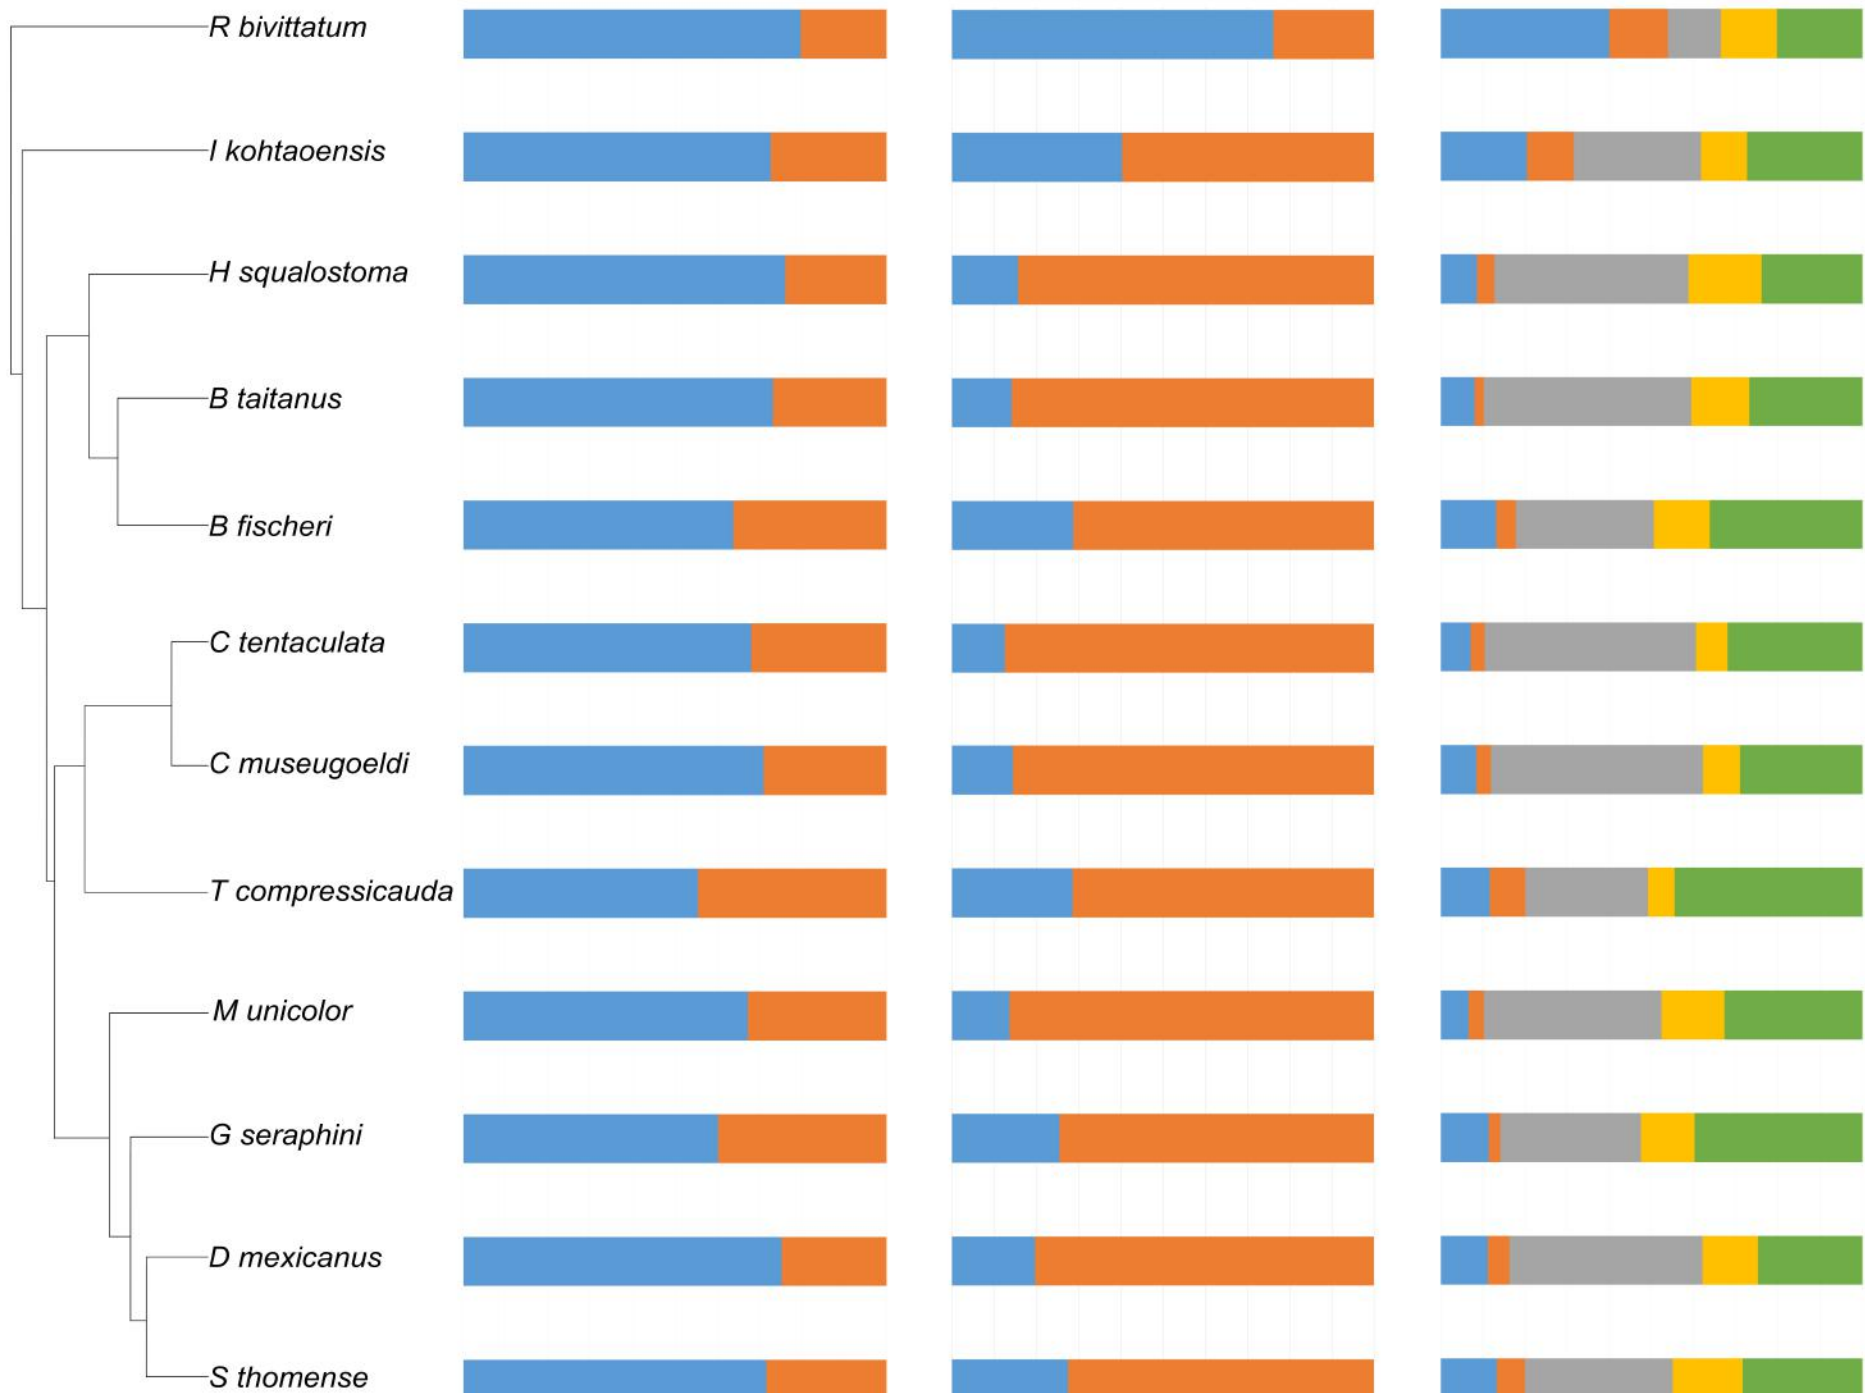 R bivittatum
I kohtaoensis
H squalostoma
B taitanus
B fischeri
C tentaculata
C museugoeldi
T compressicauda
M unicolor
G seraphini
D mexicanus
S thomense